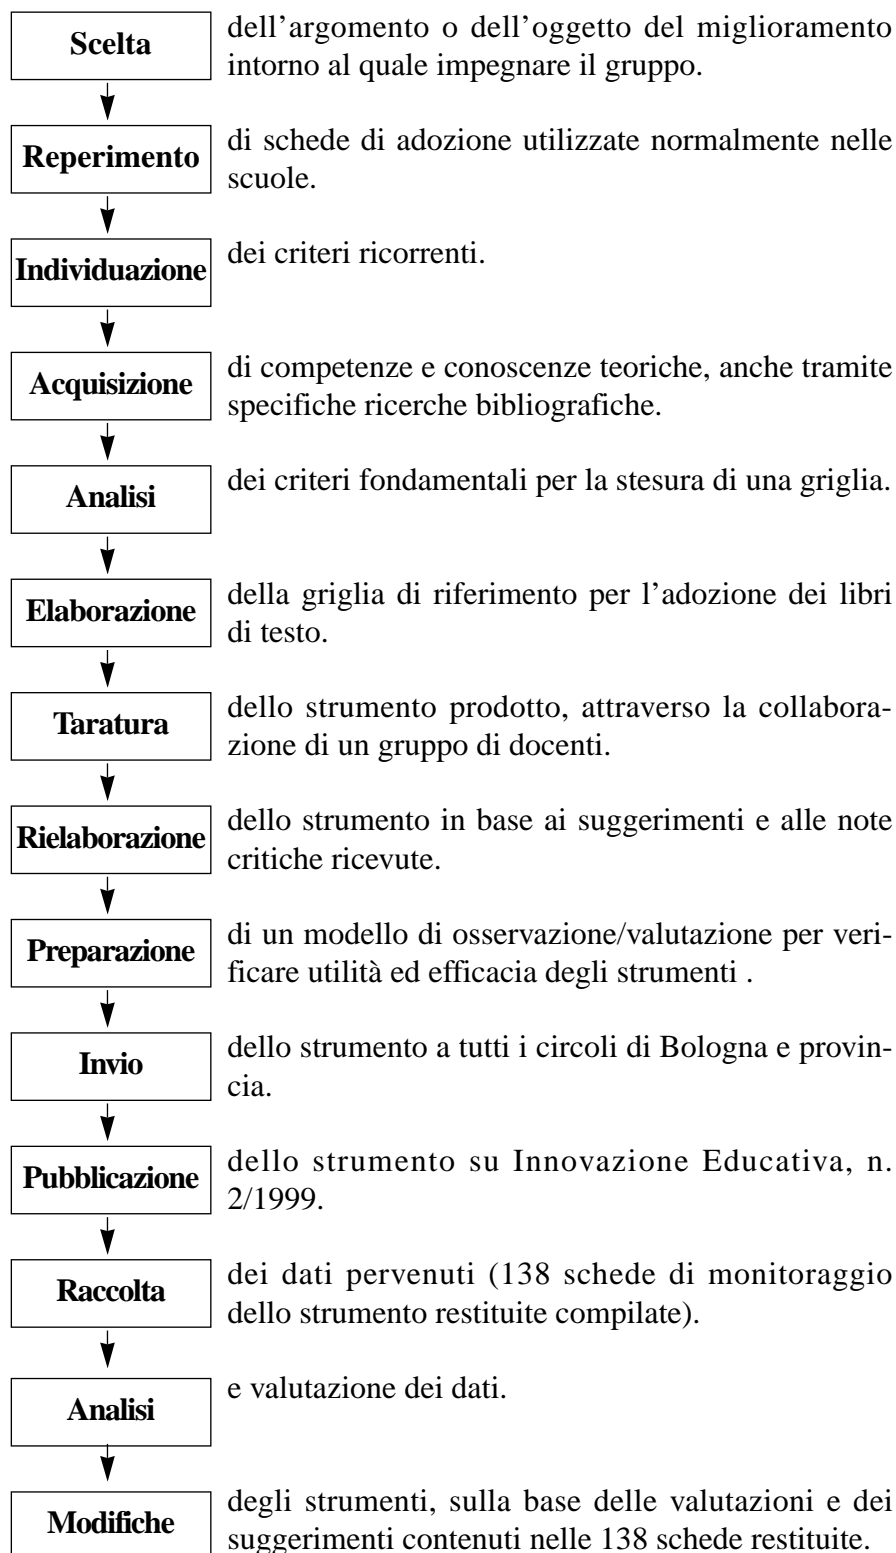 Scelta
dell'argomento o dell'oggetto del miglioramento
intorno al quale impegnare il gruppo.
Reperimento
di schede di adozione utilizzate normalmente nelle
scuole.
Individuazione
dei criteri ricorrenti.
Acquisizione
di competenze e conoscenze teoriche, anche tramite
specifiche ricerche bibliografiche.
Analisi
dei criteri fondamentali per la stesura di una griglia.
Elaborazione
della griglia di riferimento per l'adozione dei libri
di testo.
Taratura
dello strumento prodotto, attraverso la collabora-
zione di un gruppo di docenti.
Rielaborazione
dello strumento in base ai suggerimenti e alle note
critiche ricevute.
Preparazione
di un modello di osservazione/valutazione per veri-
ficare utilità ed efficacia degli strumenti .
Invio
dello strumento a tutti i circoli di Bologna e provin-
cia.
Pubblicazione
dello strumento su Innovazione Educativa, n.
2/1999.
Raccolta
dei dati pervenuti (138 schede di monitoraggio
dello strumento restituite compilate).
Analisi
e valutazione dei dati.
Modifiche
degli strumenti, sulla base delle valutazioni e dei
suggerimenti contenuti nelle 138 schede restituite.